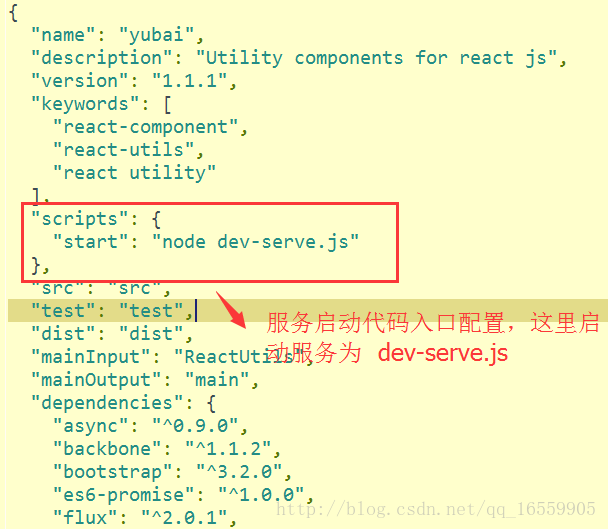 {
"name": "yubai",
"description": "Utility components for react js",
"version": "1.1.1",
"keywords": [
"react-component",
"react-utils",
"react utility"
],
"scripts": {
"start": "node dev-serve.js"
},
"src": "src",
"test": "test",
"dist": "dist",
"mainInput": "ReactUtils",
"mainOutput": "main",
"dependencies": {
"async": "^0.9.0",
"backbone": "^1.1.2",
"bootstrap": "^3.2.0",
"es6-promise": "^1.0.0",
"flux": "^2.0.1",
服务启动代码入口配置，这里启
动服务为 dev-serve.js
http://blog.csdn.net/qq_16559905